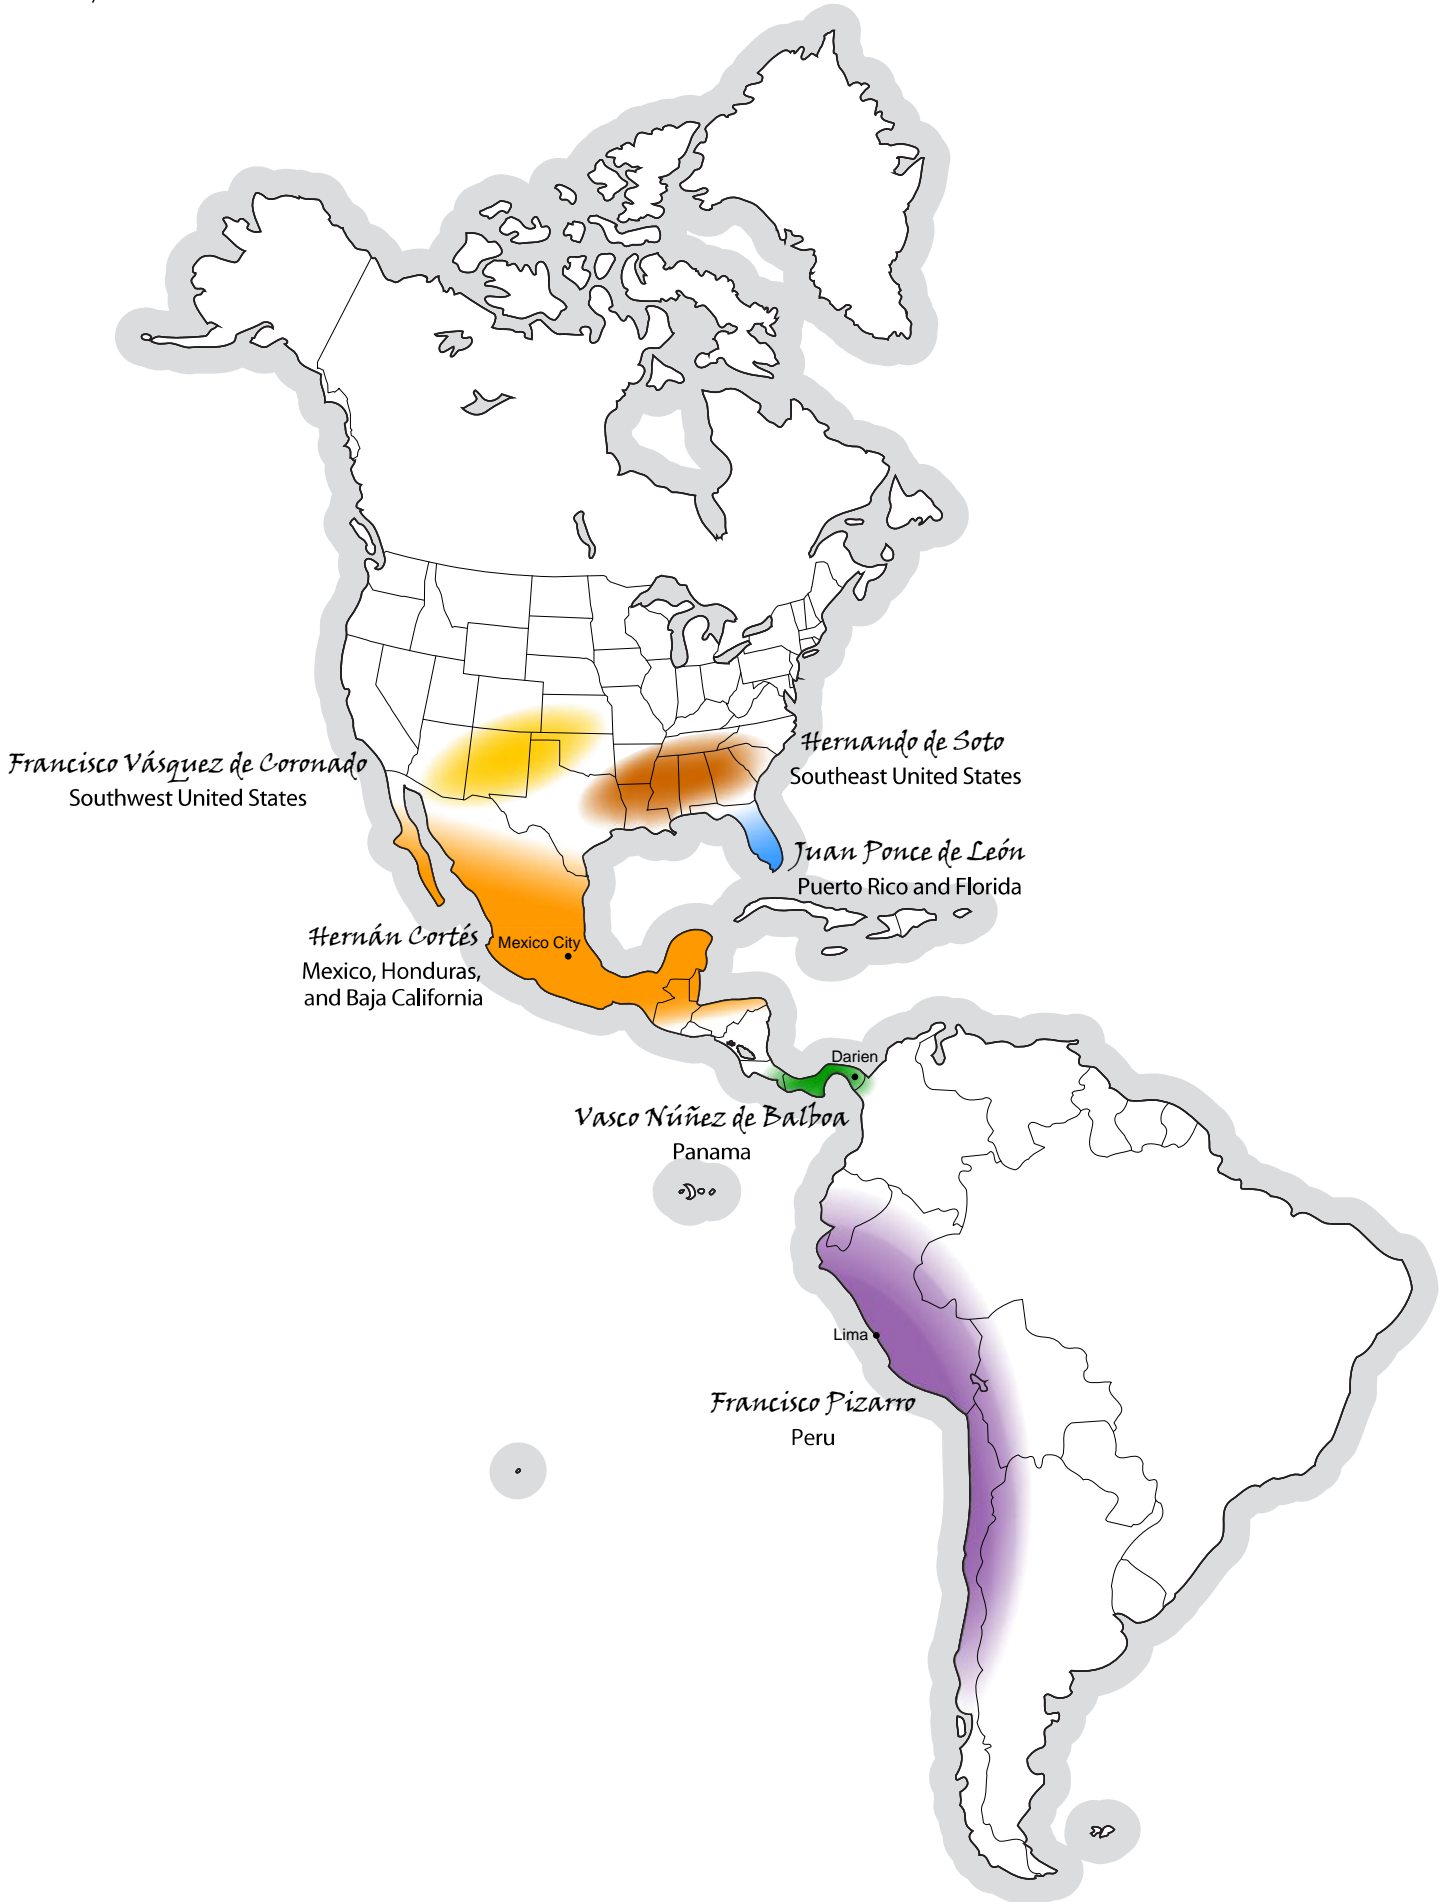 Francisco Vásquez de Coronado
Southwest United States
Hernando de Soto
Southeast United States
Juan Ponce de León
Puerto Rico and Florida
Hernán Cortés
Mexico, Honduras,
and Baja California
Mexico City
Darien
Vasco Núñez de Balboa
Panama
Lima
Francisco Pizarro
Peru